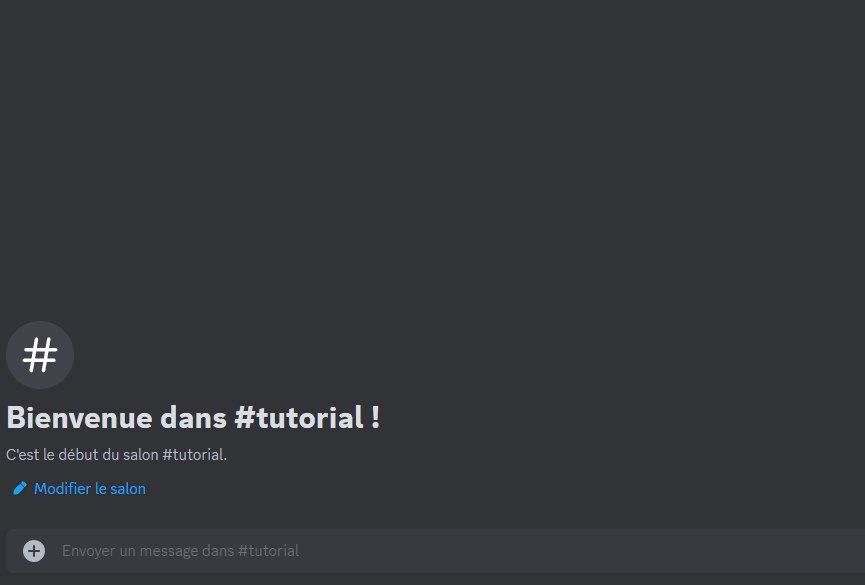 #
Bienvenue dans #tutorial !
C'est le début du salon #tutorial.
Modifier le salon
Envoyer un message dans #tutorial